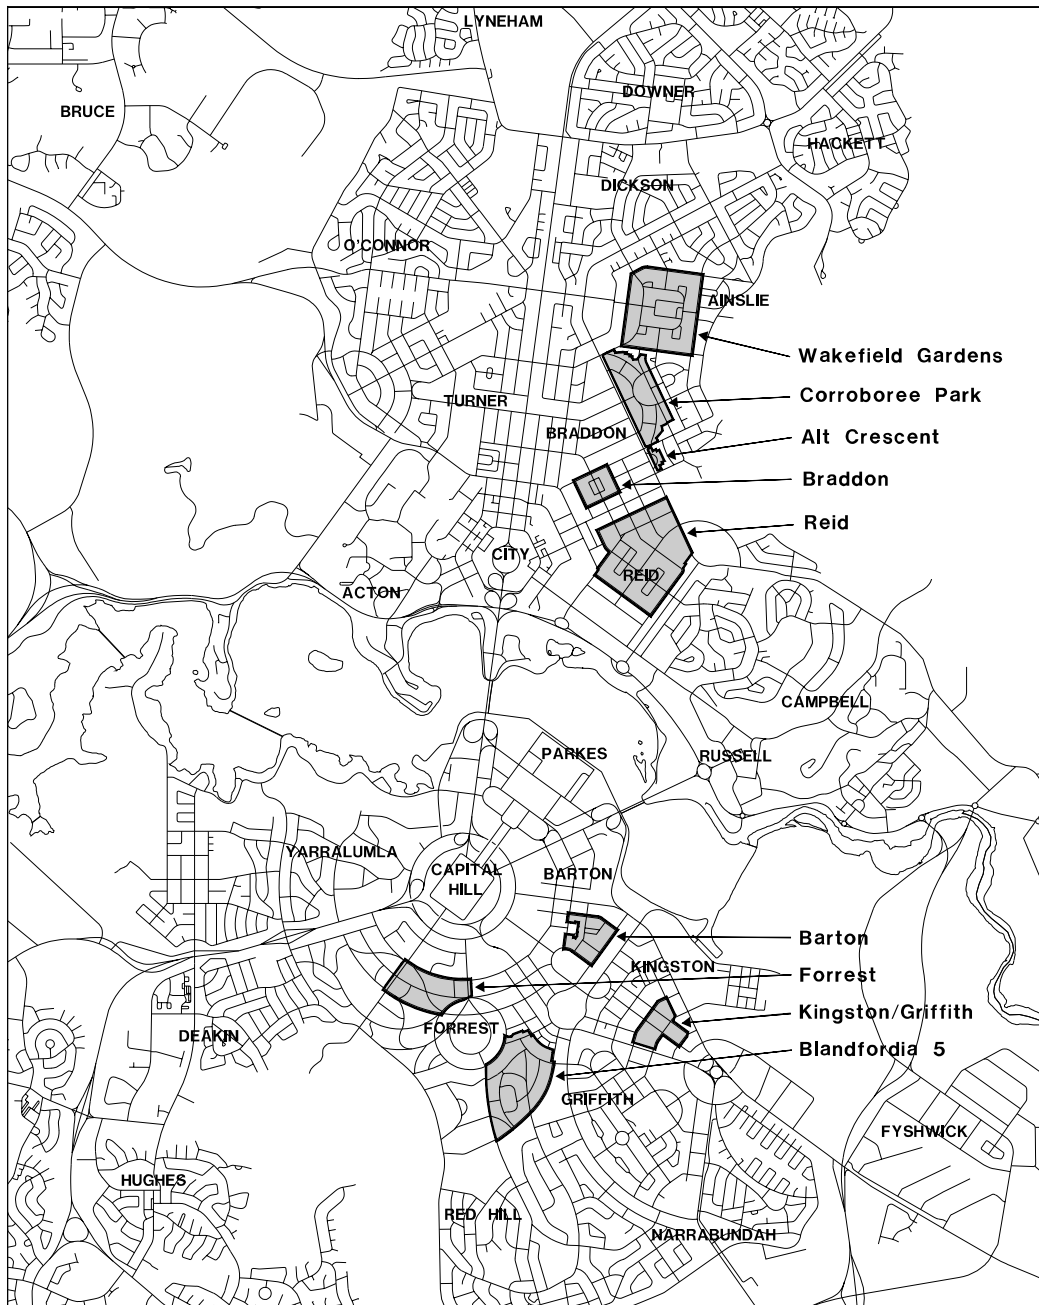 LYNEHAM
DOWNER
BRUCE
HACKETT
DICKSON
O'CONNOR
AINSLIE
Wakefield Gardens
Corroboree Park
TURNER
BRADDON
Alt Crescent
Braddon
Reid
CITY
REID
ACTON
CAMPBELL
PARKES
RUSSELL
YARRALUMLA
CAPITAL
HILL
BARTON
Barton
KINGSTON
Forrest
Kingston/Griffith
FORREST
DEAKIN
Blandfordia 5
GRIFFITH
FYSHWICK
HUGHES
RED HILL
NARRABUNDAH